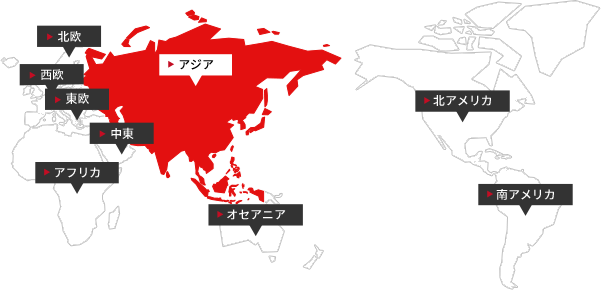 北欧
アジア
西欧
東欧
北アメリカ
中東
アフリカ
南アメリカ
オセアニア